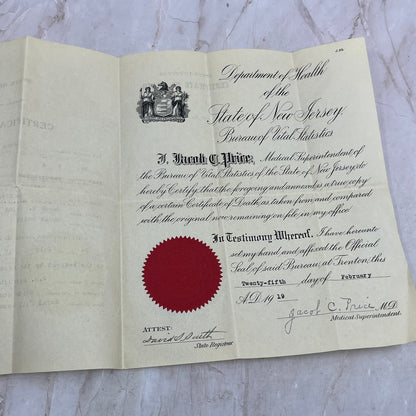 Department of Health
of the
State of New Jersey
Bureau of Vital Statistics
I, Jacob C. Price, Medical Superintendent of
the Bureau of Vital Statistics of the State of New Jersey, do
hereby Certify, that the foregoing and annexed is a true copy
of a certain Certificate of Death, as taken from and compared
with the original now remaining on file in my office
In Testimony Whereof, I have hereunto
set my hand and affixed the Official
Seal of said Bureau, at Trenton, this
Twenty-fifth day of February
A.D. 1919
Jacob C. Price M.D.
Medical Superintendent.
ATTEST:
David S. South
State Registrar